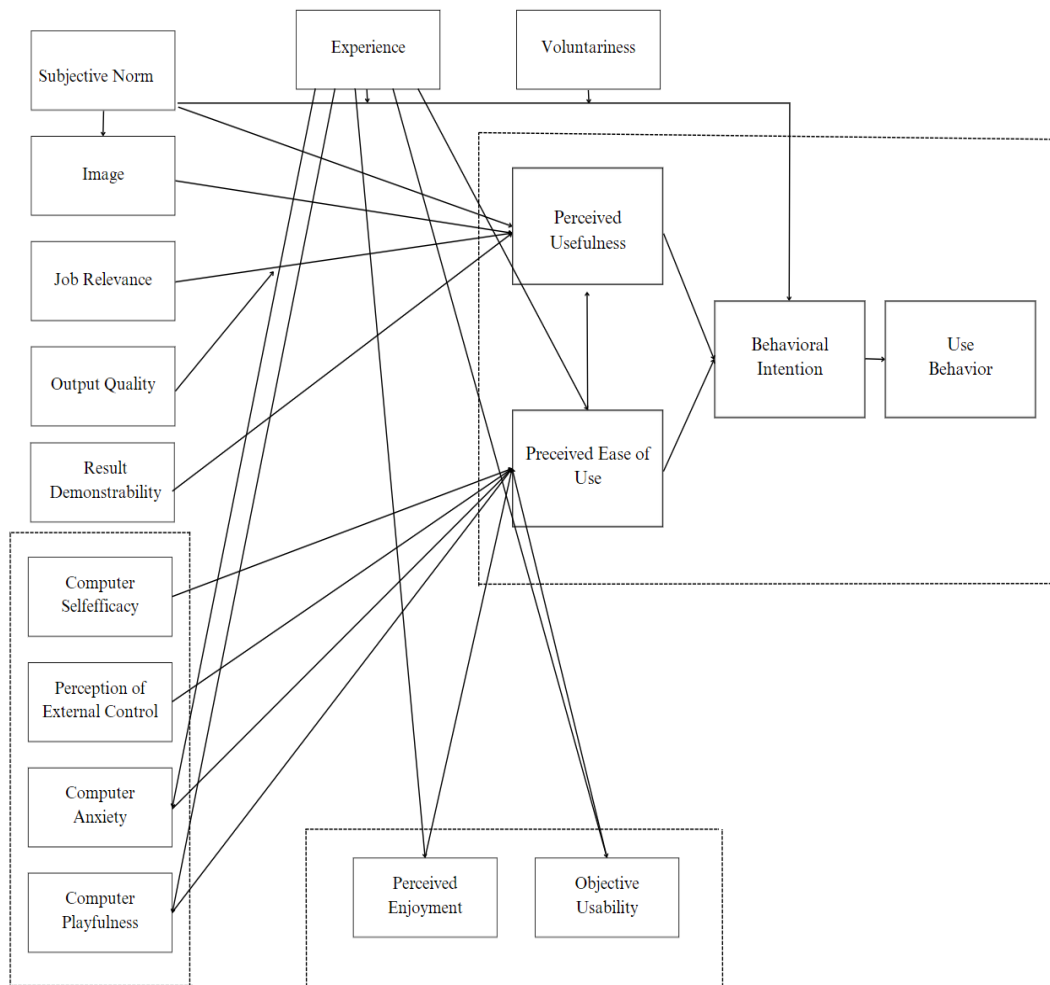 Experience
Voluntariness
Subjective Norm
Image
Perceived
Usefulness
Job Relevance
Behavioral
Intention
Use
Behavior
Output Quality
Preceived Ease of
Use
Result
Demonstrability
Computer
Selfefficacy
Perception of
External Control
Computer
Anxiety
Computer
Playfulness
Perceived
Enjoyment
Objective
Usability